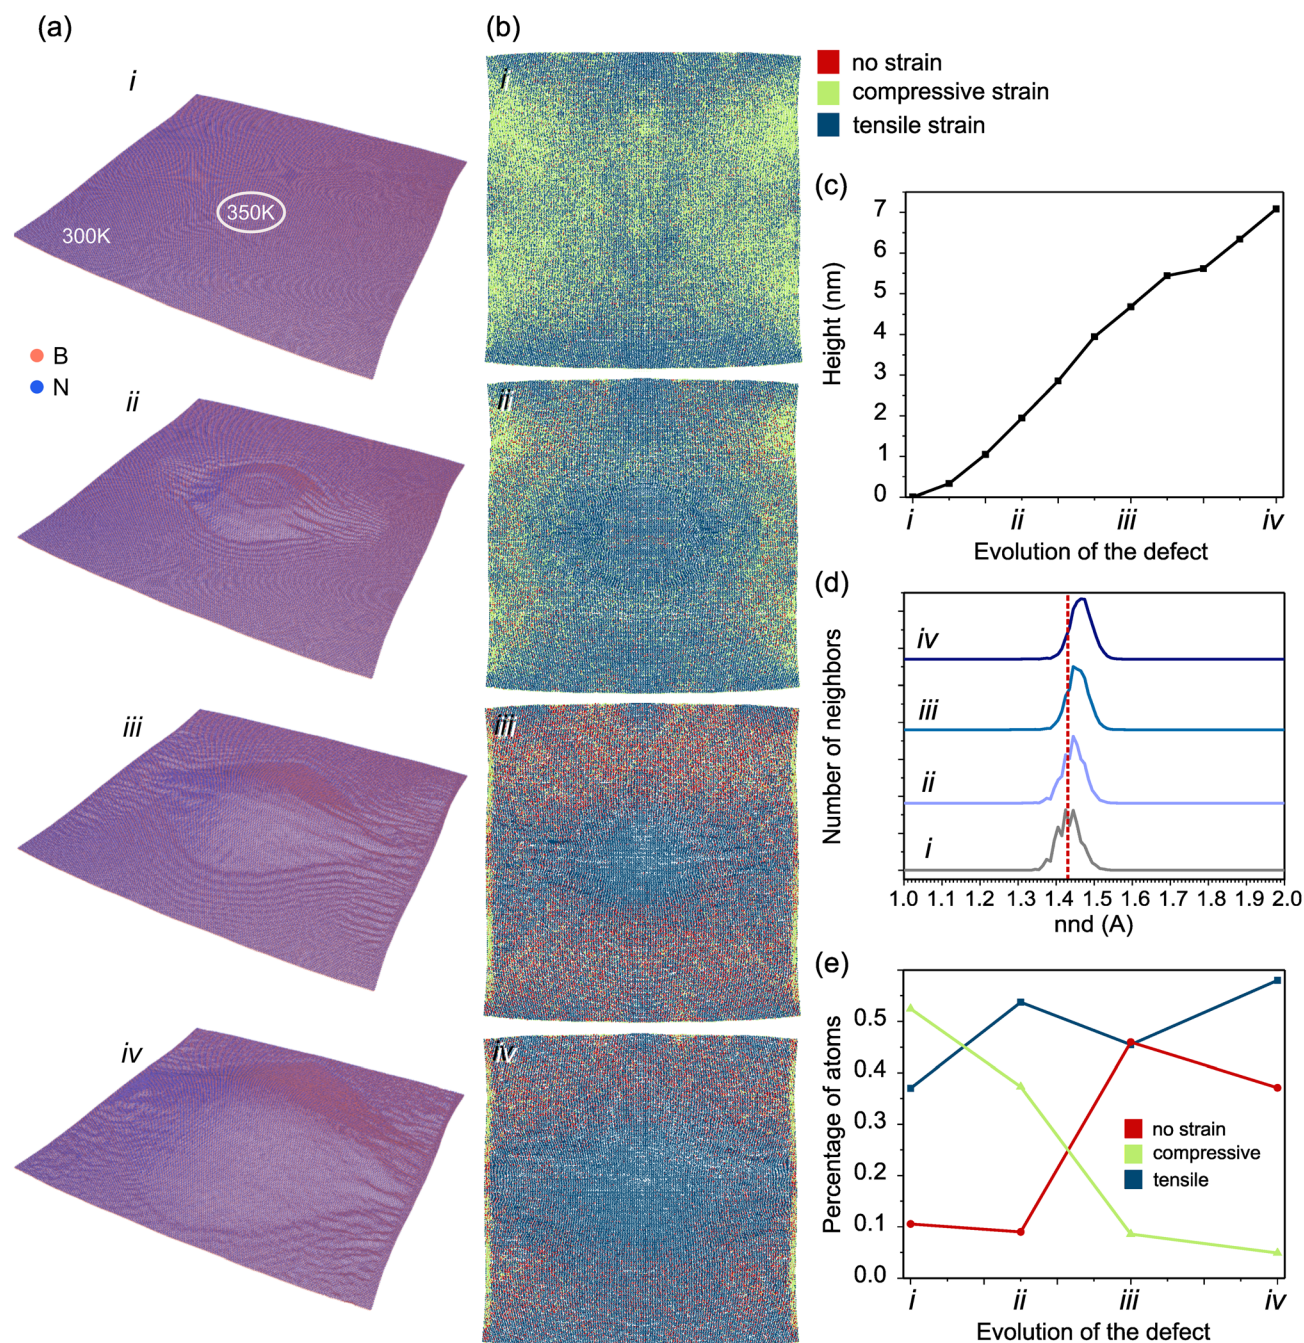 (a)
i
350K
300K
B
N
ii
iii
iv
(b)
i
ii
iii
iv
no strain
compressive strain
tensile strain
(c)
Height (nm)
7
6
5
4
3
2
1
0
i ii iii iv
Evolution of the defect
(d)
Number of neighbors
iv
iii
ii
i
1.0 1.1 1.2 1.3 1.4 1.5 1.6 1.7 1.8 1.9 2.0
nnd (A)
(e)
Percentage of atoms
0.5
0.4
0.3
0.2
0.1
0.0
no strain
compressive
tensile
i ii iii iv
Evolution of the defect